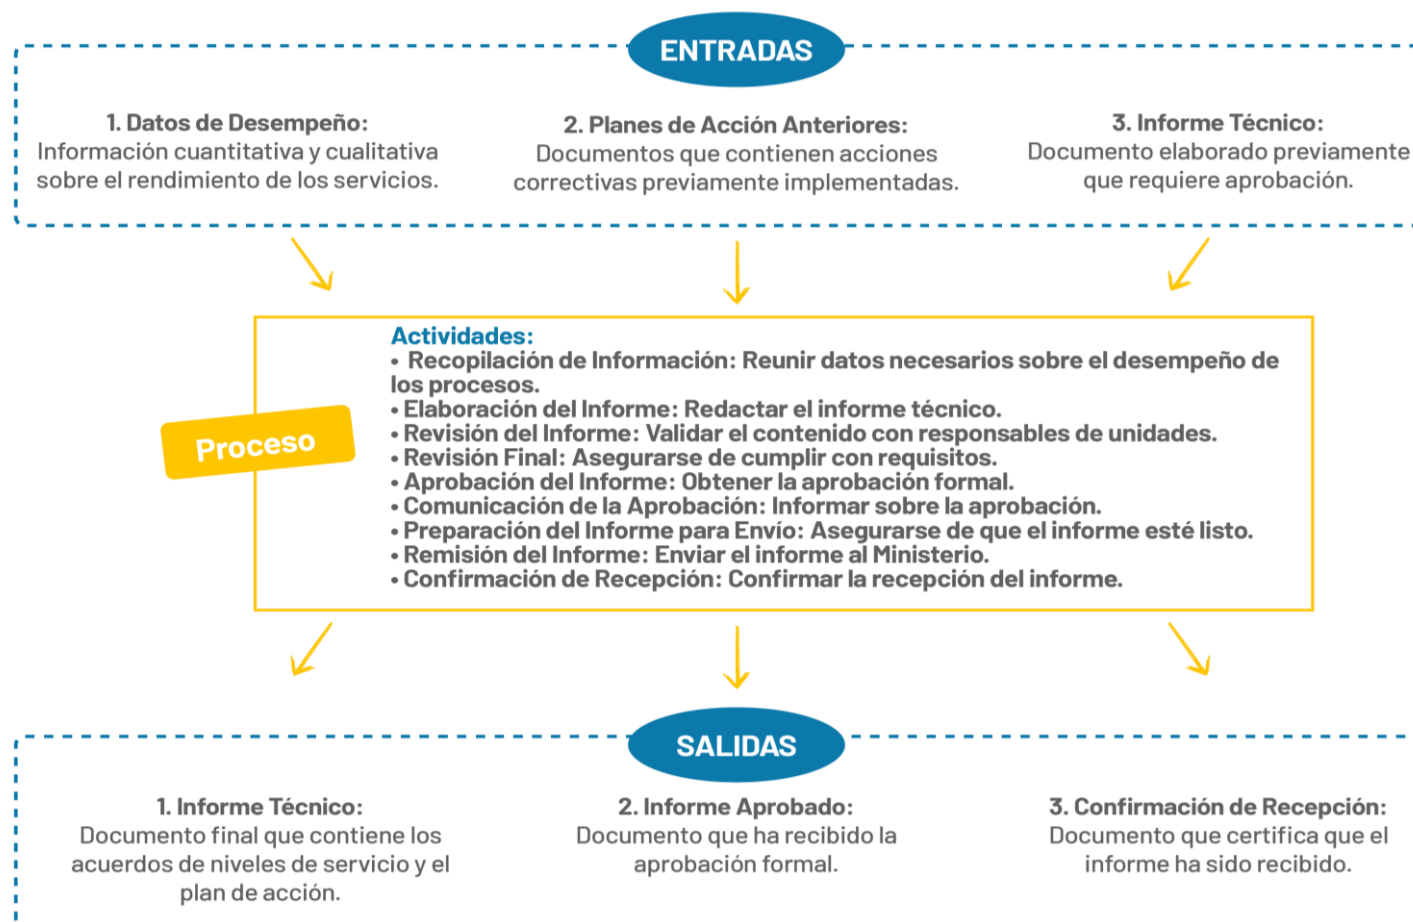 ENTRADAS
1. Datos de Desempeño:
Información cuantitativa y cualitativa
sobre el rendimiento de los servicios.
2. Planes de Acción Anteriores:
Documentos que contienen acciones
correctivas previamente implementadas.
3. Informe Técnico:
Documento elaborado previamente
que requiere aprobación.
Proceso
Actividades:
• Recopilación de Información: Reunir datos necesarios sobre el desempeño de
los procesos.
• Elaboración del Informe: Redactar el informe técnico.
• Revisión del Informe: Validar el contenido con responsables de unidades.
• Revisión Final: Asegurarse de cumplir con requisitos.
• Aprobación del Informe: Obtener la aprobación formal.
• Comunicación de la Aprobación: Informar sobre la aprobación.
• Preparación del Informe para Envío: Asegurarse de que el informe esté listo.
• Remisión del Informe: Enviar el informe al Ministerio.
• Confirmación de Recepción: Confirmar la recepción del informe.
SALIDAS
1. Informe Técnico:
Documento final que contiene los
acuerdos de niveles de servicio y el
plan de acción.
2. Informe Aprobado:
Documento que ha recibido la
aprobación formal.
3. Confirmación de Recepción:
Documento que certifica que el
informe ha sido recibido.